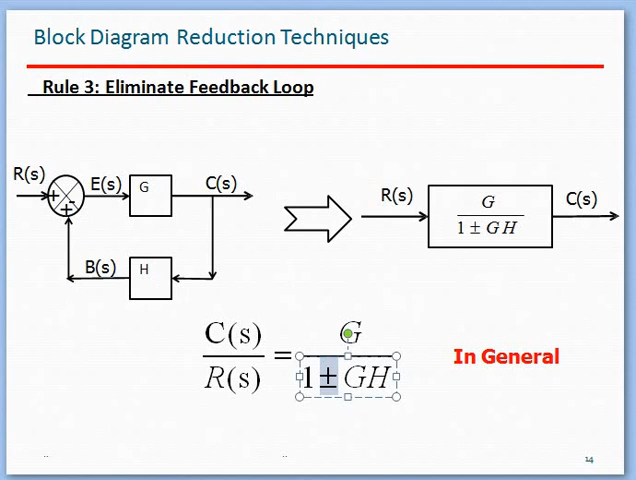 Block Diagram Reduction Techniques
Rule 3: Eliminate Feedback Loop
R(s)
E(s)
G
C(s)
+
-
+
B(s)
H
R(s)
G
1 ± GH
C(s)
C(s)
R(s)
=
G
1 ± GH
In General
14